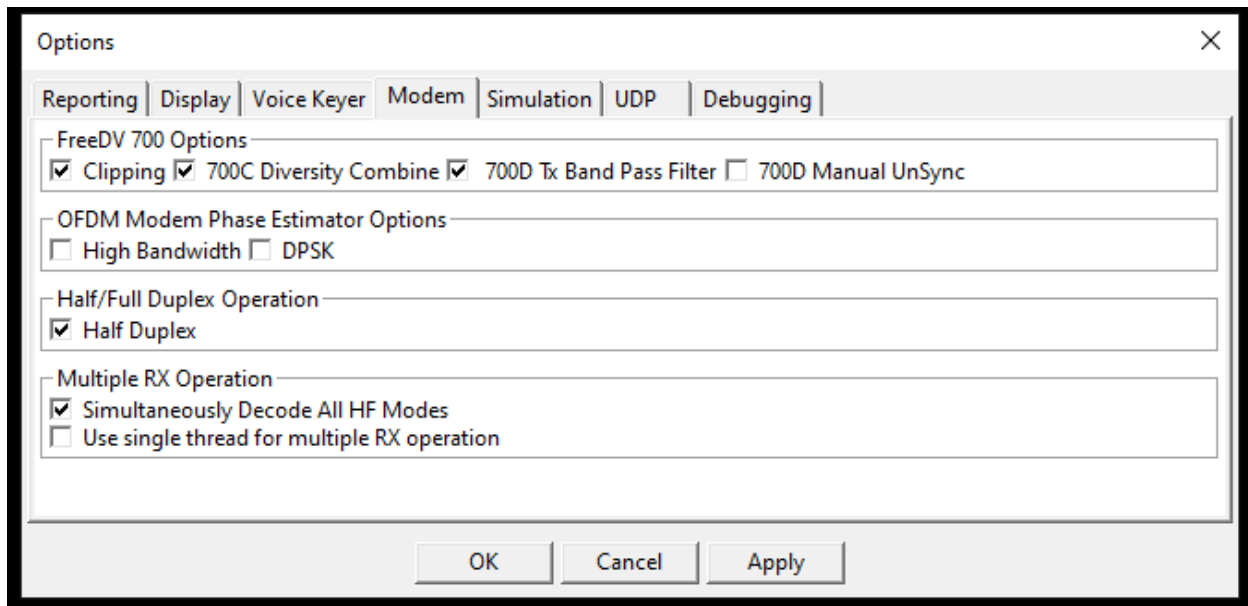 Options
Reporting Display Voice Keyer Modem Simulation UDP Debugging
FreeDV 700 Options
Clipping 700C Diversity Combine 700D Tx Band Pass Filter 700D Manual UnSync
OFDM Modem Phase Estimator Options
High Bandwidth DPSK
Half/Full Duplex Operation
Half Duplex
Multiple RX Operation
Simultaneously Decode All HF Modes
Use single thread for multiple RX operation
OK Cancel Apply